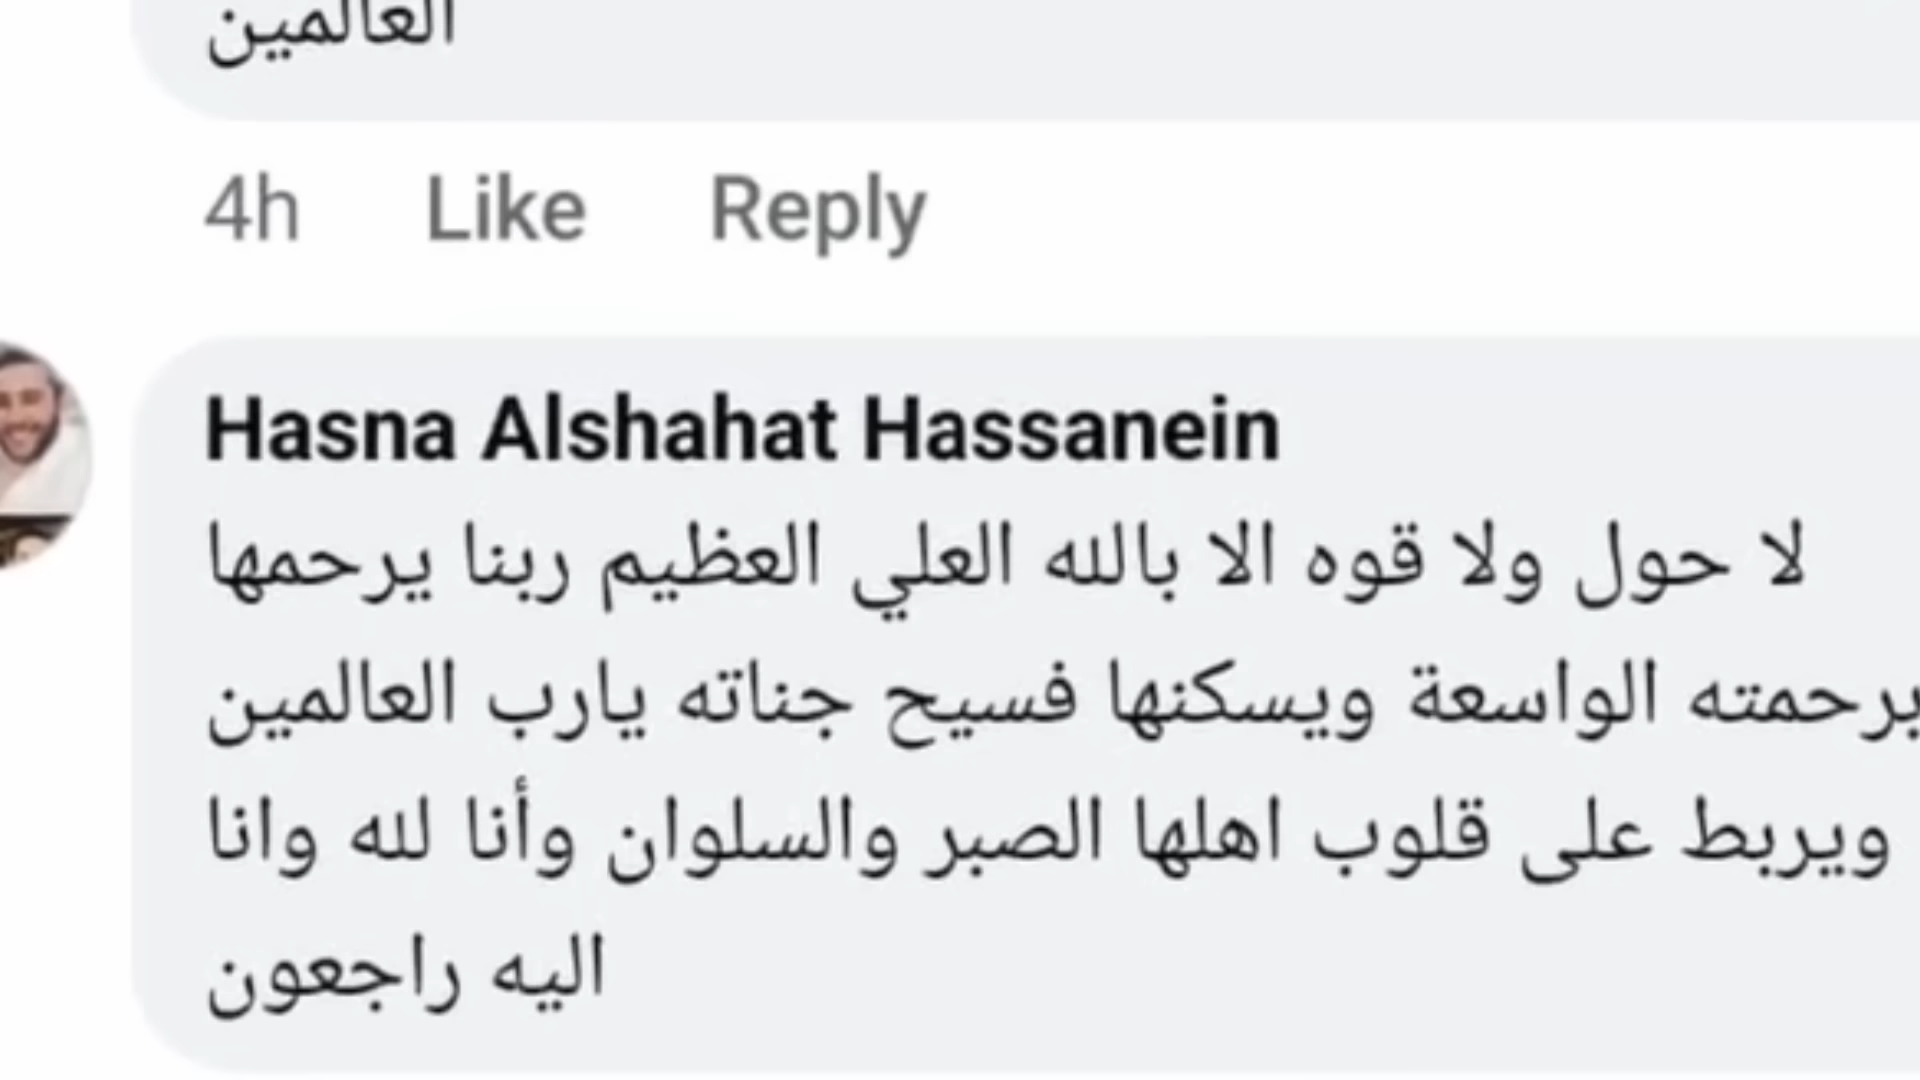 العالمين
4h Like Reply
Hasna Alshahat Hassanein
لا حول ولا قوه الا بالله العلي العظيم ربنا يرحمها
برحمته الواسعة ويسكنها فسيح جناته يارب العالمين
ويربط على قلوب اهلها الصبر والسلوان وأنا لله وانا
اليه راجعون